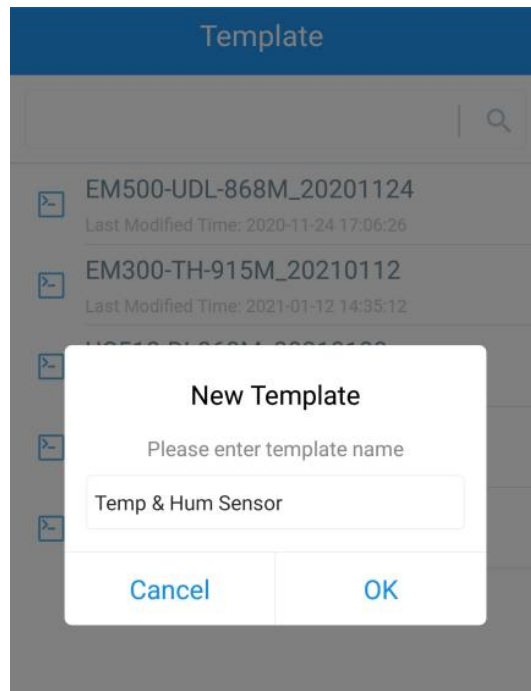 Template
EM500-UDL-868M_20201124
Last Modified Time: 2020-11-24 17:06:26
EM300-TH-915M_20210112
Last Modified Time: 2021-01-12 14:35:12
New Template
Please enter template name
Temp & Hum Sensor
Cancel OK